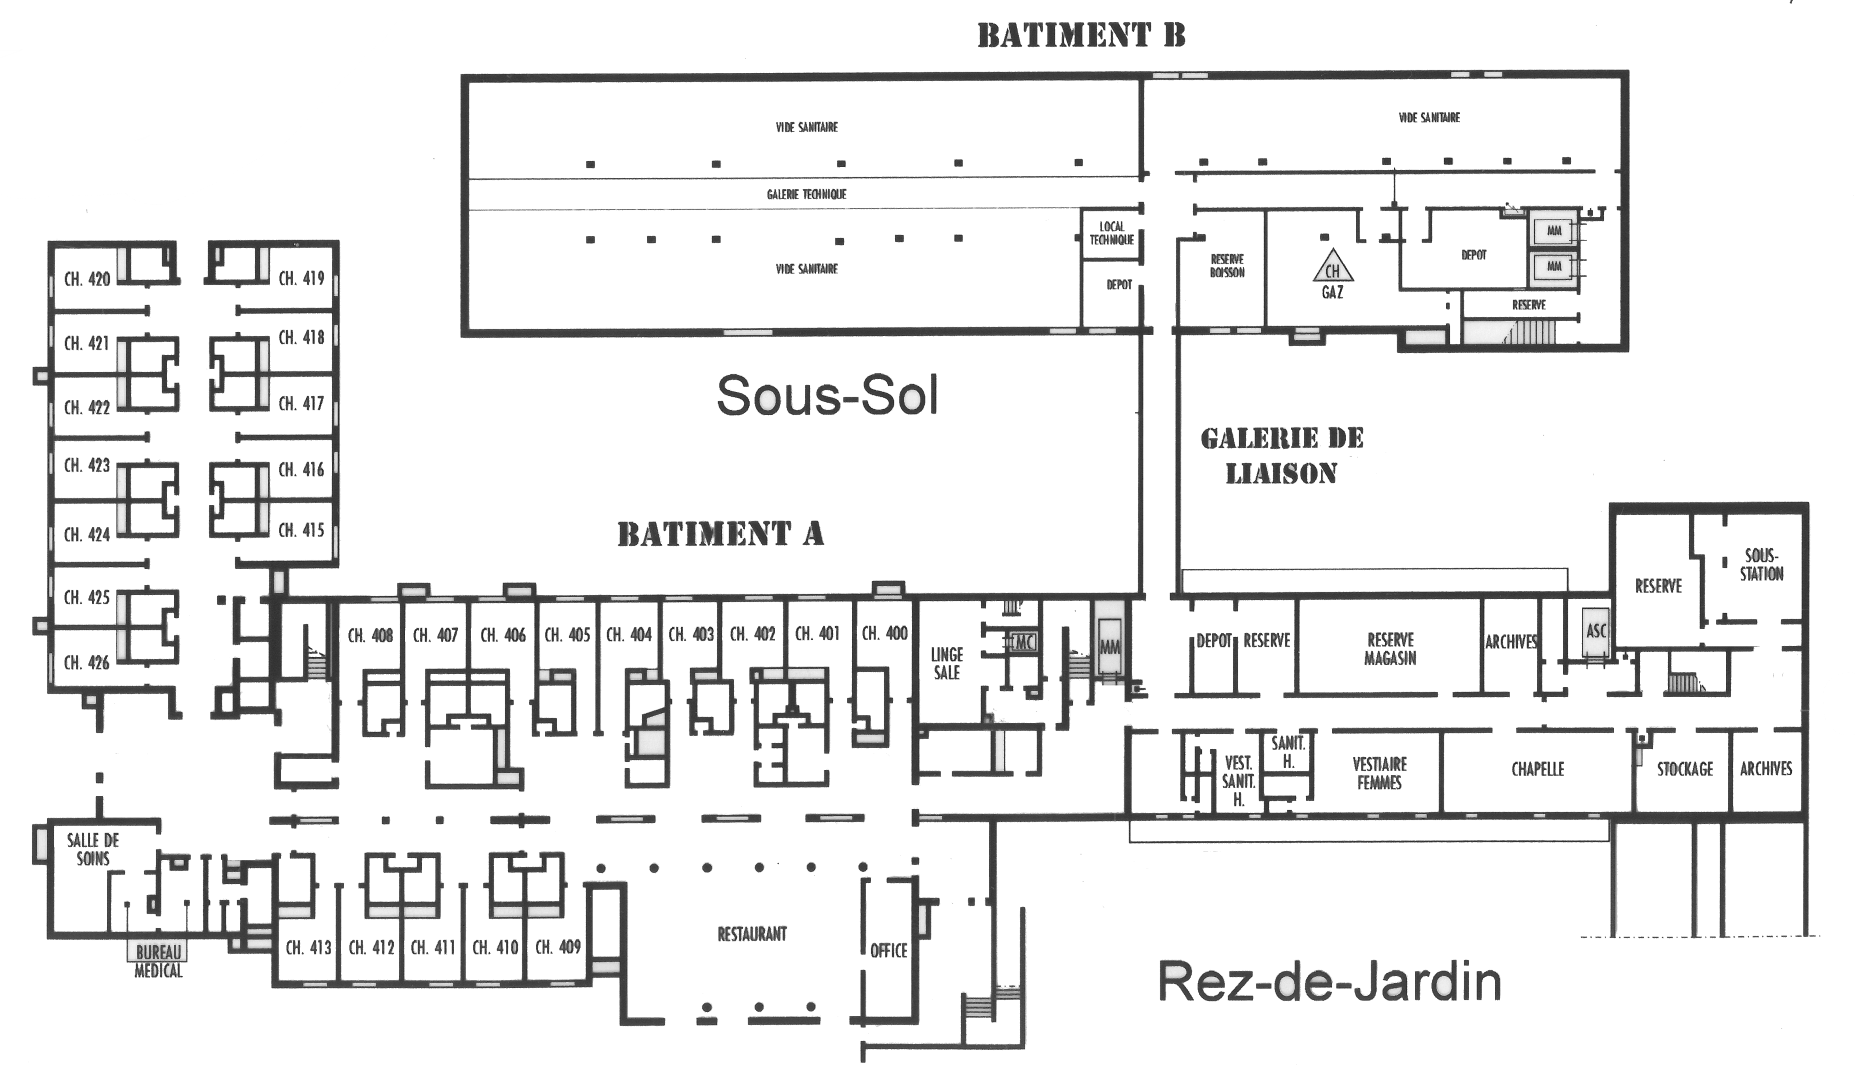 BATIMENT B
VIDE SANITAIRE
VIDE SANITAIRE
GALERIE TECHNIQUE
LOCAL
TECHNIQUE
VIDE SANITAIRE
DEPOT
RESERVE
BOISSON
CH
GAZ
DEPOT
MM
MM
RESERVE
Sous-Sol
GALERIE DE
LIAISON
BATIMENT A
CH. 420
CH. 419
CH. 421
CH. 418
CH. 422
CH. 417
CH. 423
CH. 416
CH. 424
CH. 415
CH. 425
CH. 426
CH. 408
CH. 407
CH. 406
CH. 405
CH. 404
CH. 403
CH. 402
CH. 401
CH. 400
LINGE
SALE
MC
MM
DEPOT
RESERVE
RESERVE
MAGASIN
ARCHIVES
ASC
RESERVE
SOUS-
STATION
VEST.
SANIT.
H.
SANIT.
H.
VESTIAIRE
FEMMES
CHAPELLE
STOCKAGE
ARCHIVES
SALLE DE
SOINS
BUREAU
MEDICAL
CH. 413
CH. 412
CH. 411
CH. 410
CH. 409
RESTAURANT
OFFICE
Rez-de-Jardin